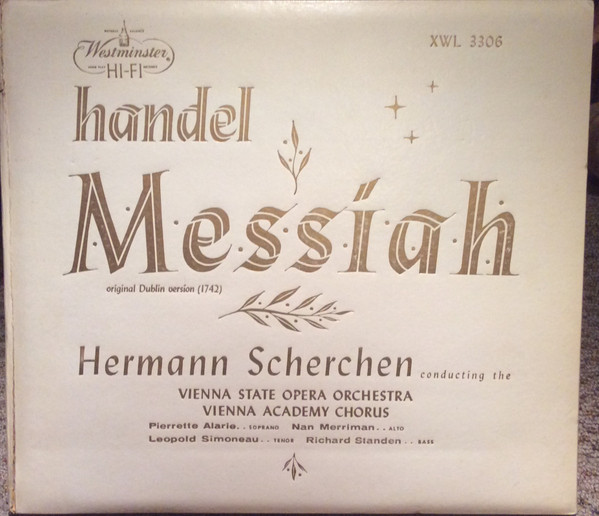 Westminster
HI-FI
XWL 3306
handel
Messiah
original Dublin version (1742)
Hermann Scherchen conducting the
VIENNA STATE OPERA ORCHESTRA
VIENNA ACADEMY CHORUS
Pierrette Alarie. . SOPRANO Nan Merriman. . ALTO
Leopold Simoneau. . TENOR Richard Standen . . BASS